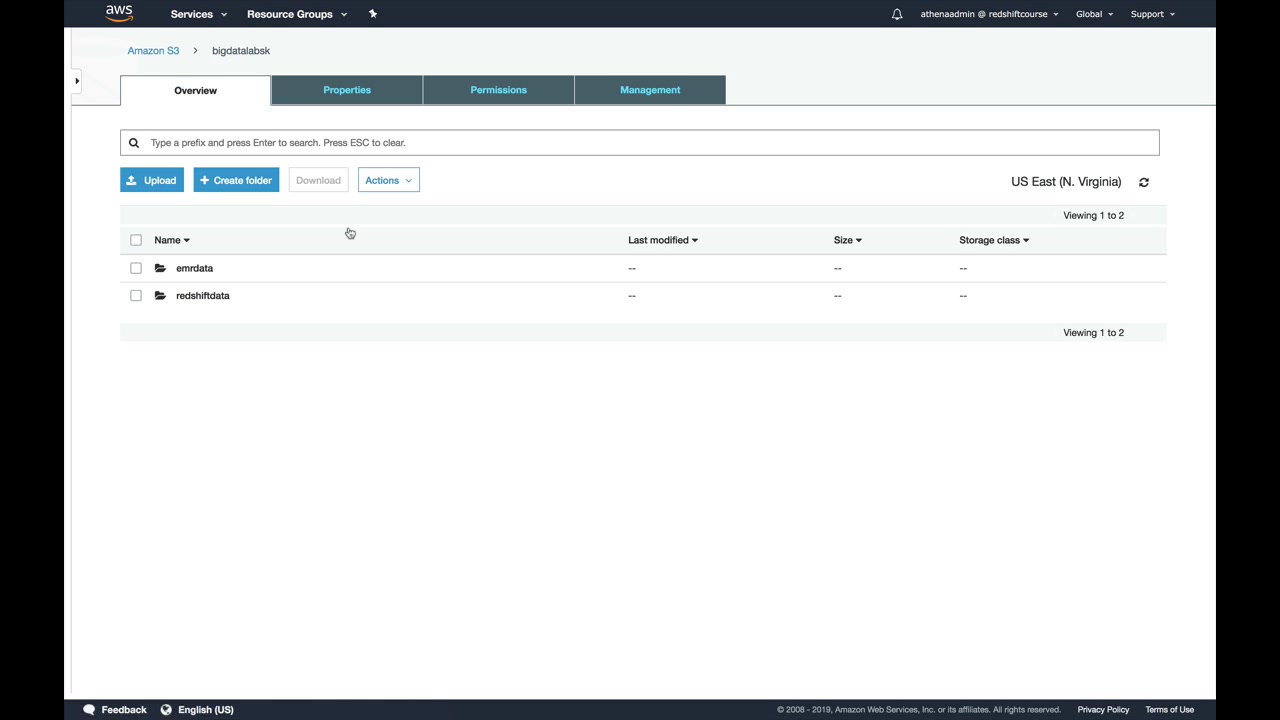 aws Services Resource Groups athenaadmin @ redshiftcourse Global Support
Amazon S3 > bigdatalabsk
Overview Properties Permissions Management
Type a prefix and press Enter to search. Press ESC to clear.
Upload + Create folder Download Actions US East (N. Virginia)
Viewing 1 to 2
Name Last modified Size Storage class
emrdata -- -- --
redshiftdata -- -- --
Viewing 1 to 2
Feedback English (US) © 2008 - 2019, Amazon Web Services, Inc. or its affiliates. All rights reserved. Privacy Policy Terms of Use